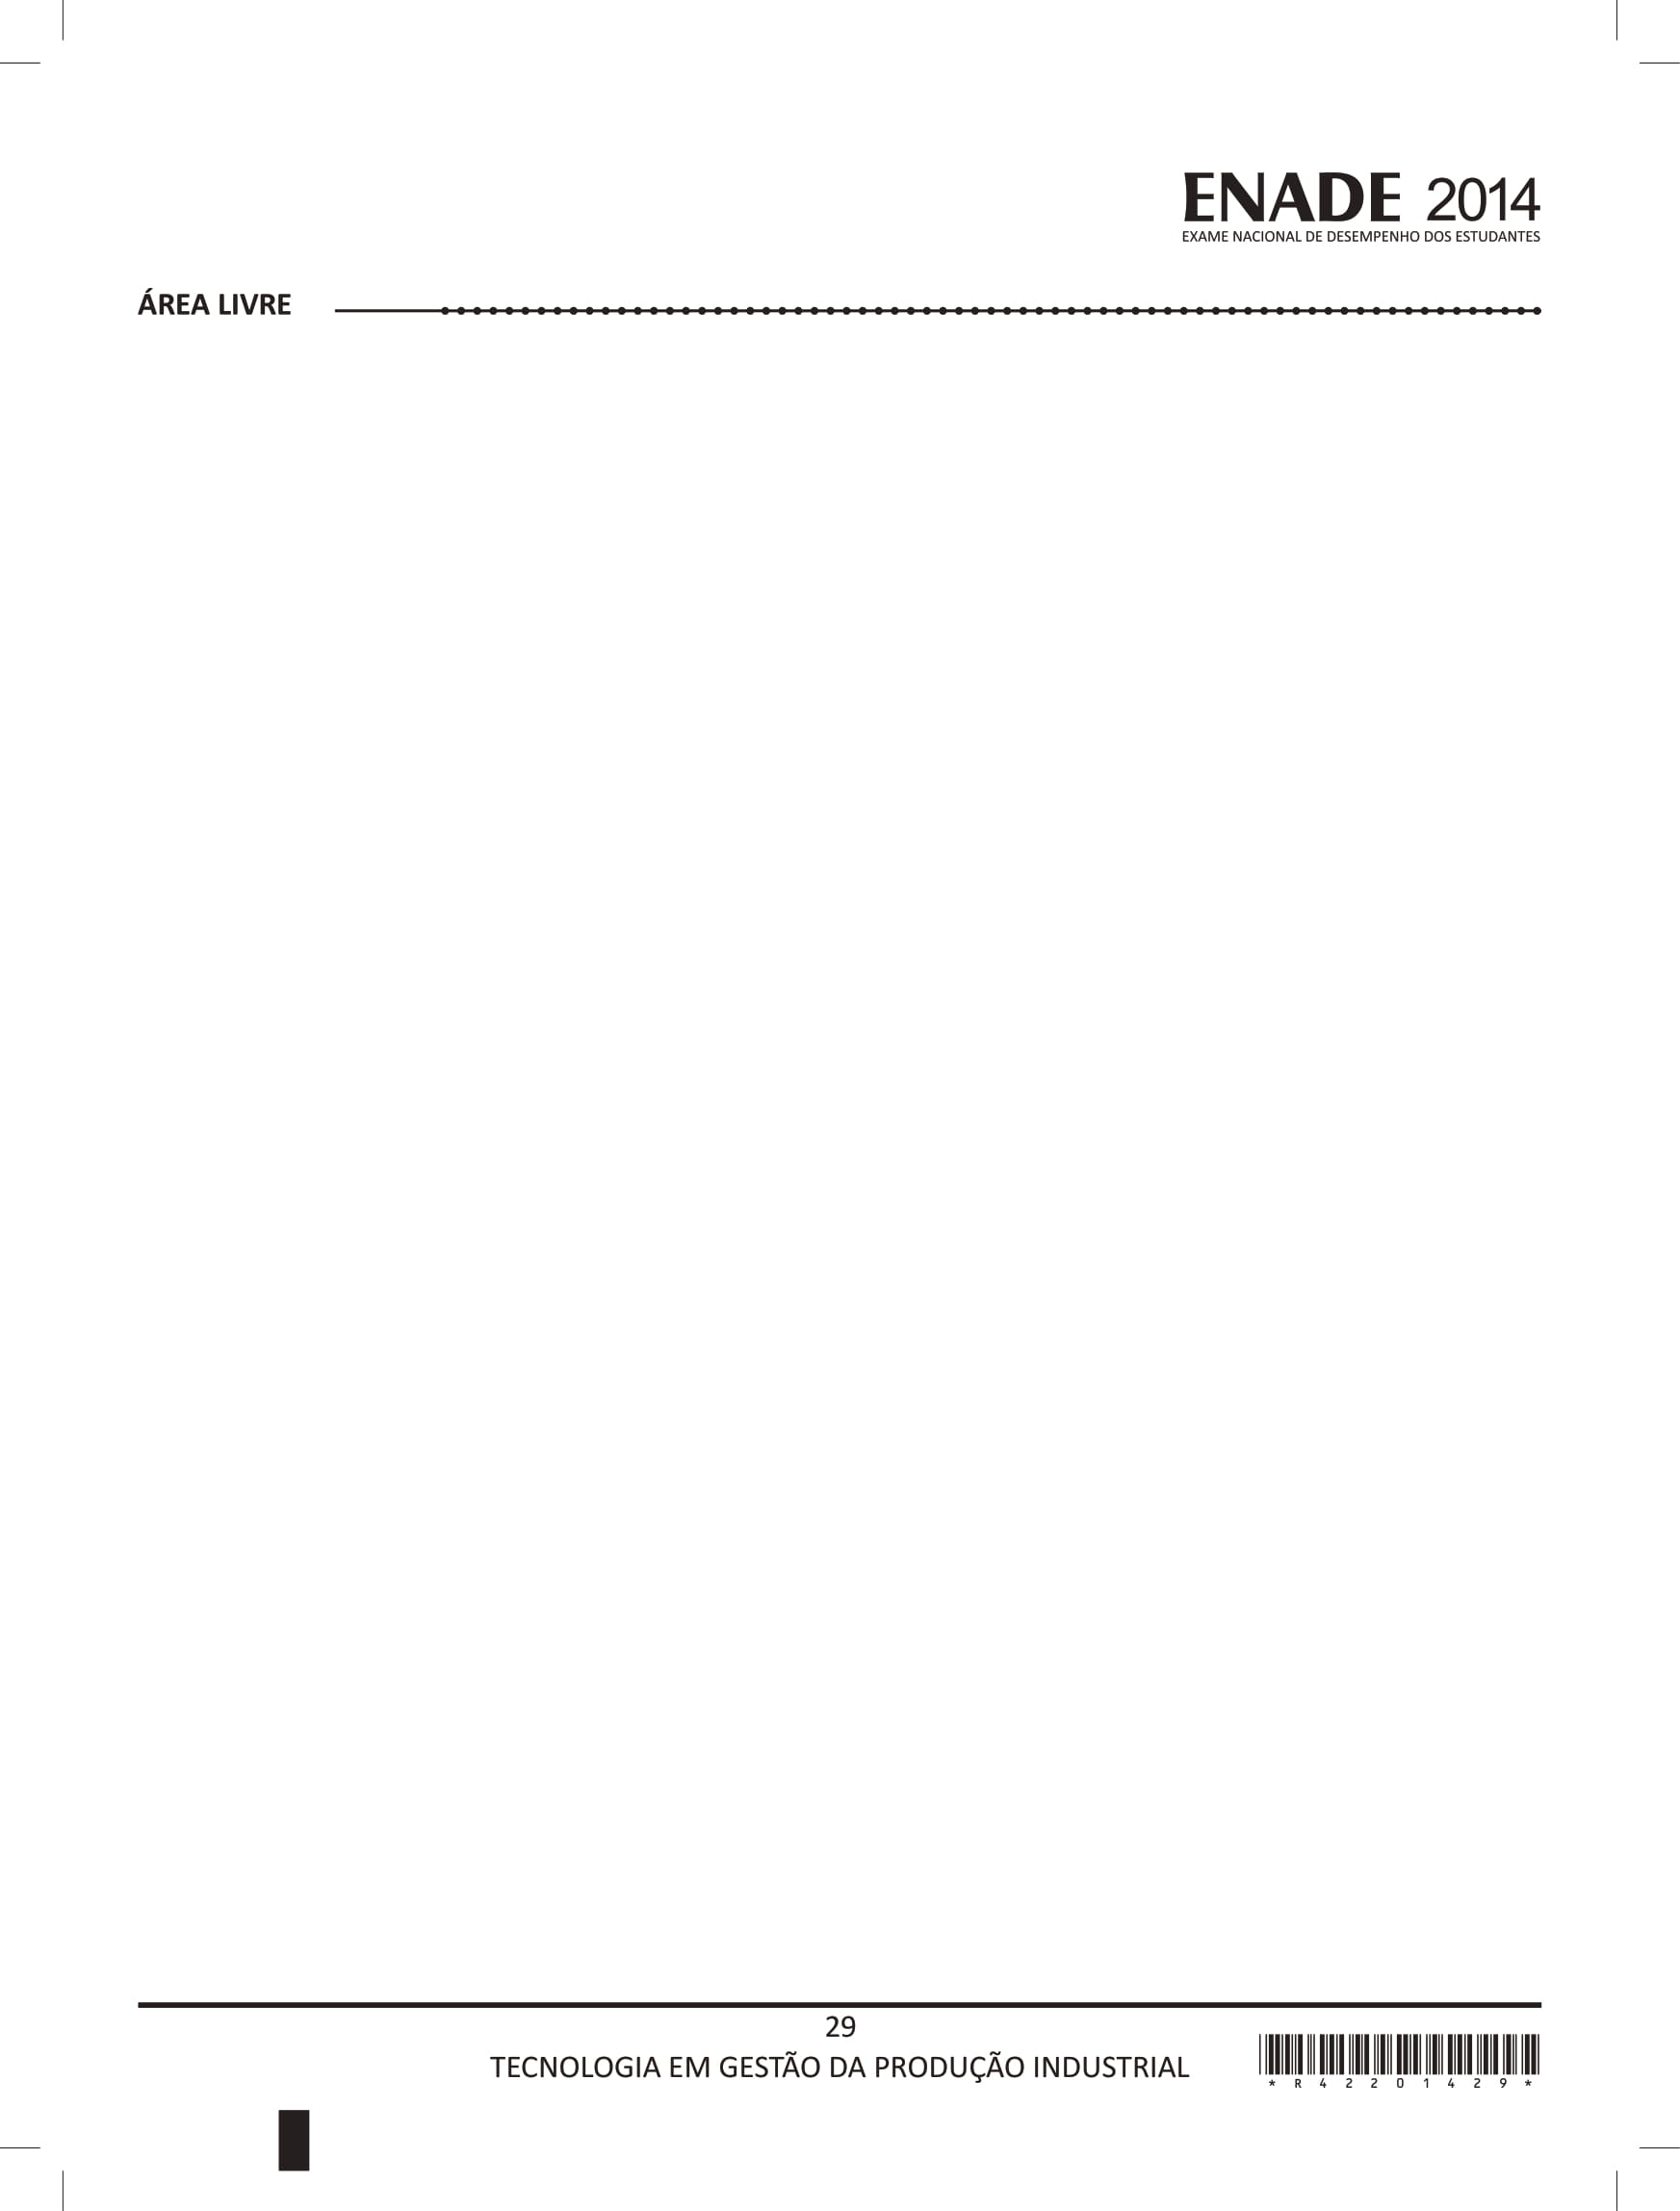 ENADE 2014
EXAME NACIONAL DE DESEMPENHO DOS ESTUDANTES
ÁREA LIVRE
29
TECNOLOGIA EM GESTÃO DA PRODUÇÃO INDUSTRIAL
* R 4 2 2 0 1 4 2 9 *